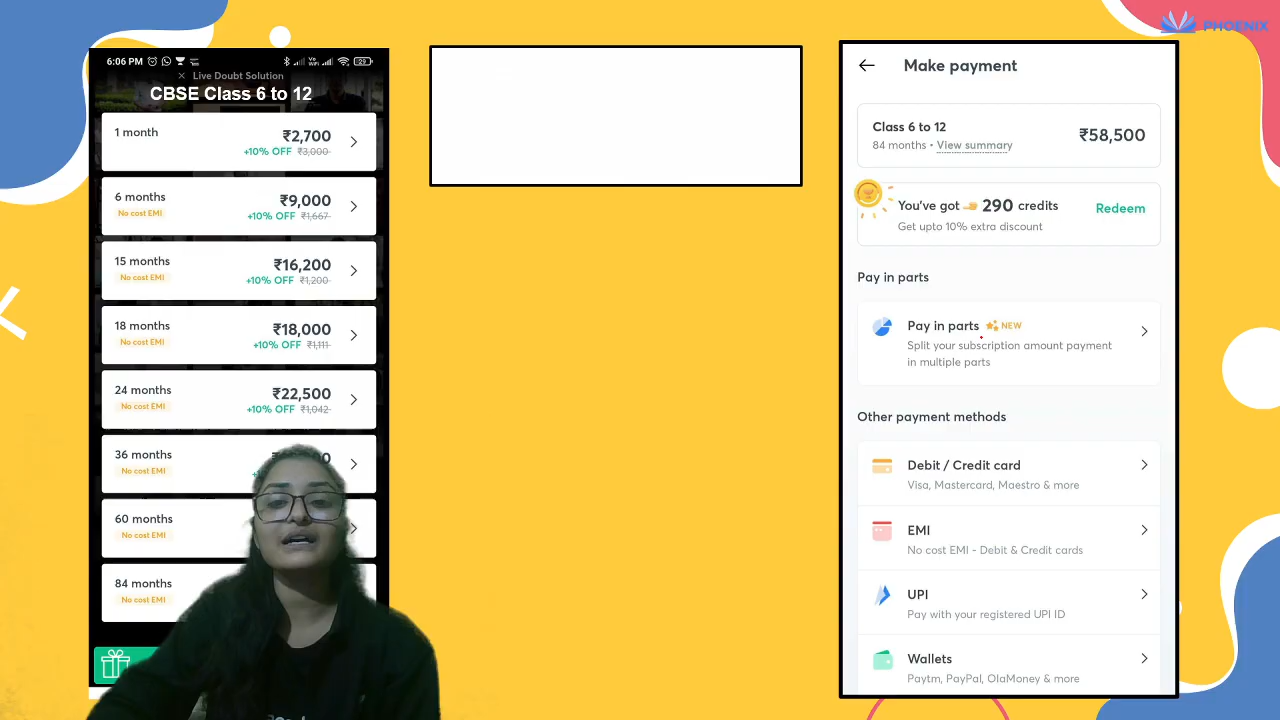 6:06 PM
29
Live Doubt Solution
CBSE Class 6 to 12
1 month
₹2,700
+10% OFF ₹3,000
6 months
₹9,000
No cost EMI
+10% OFF ₹1,667
15 months
₹16,200
No cost EMI
+10% OFF ₹1,200
18 months
₹18,000
No cost EMI
+10% OFF ₹1,111
24 months
₹22,500
No cost EMI
+10% OFF ₹1,042
36 months
No cost EMI
60 months
No cost EMI
84 months
No cost EMI
PHOENIX
Make payment
Class 6 to 12
₹58,500
84 months • View summary
You've got 290 credits
Redeem
Get upto 10% extra discount
Pay in parts
Pay in parts NEW
Split your subscription amount payment
in multiple parts
Other payment methods
Debit / Credit card
Visa, Mastercard, Maestro & more
EMI
No cost EMI - Debit & Credit cards
UPI
Pay with your registered UPI ID
Wallets
Paytm, PayPal, OlaMoney & more